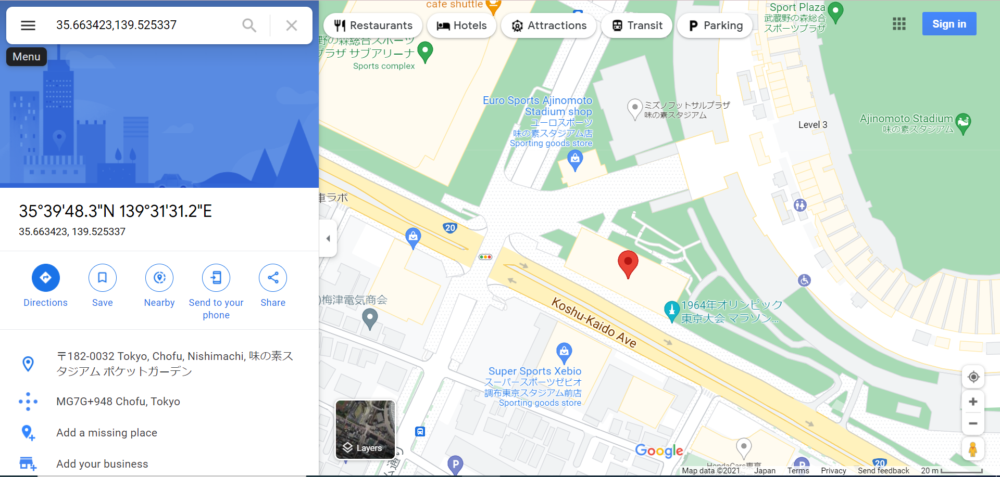 35.663423,139.525337
Menu
35°39'48.3"N 139°31'31.2"E
35.663423, 139.525337
Directions
Save
Nearby
Send to your
phone
Share
〒182-0032 Tokyo, Chofu, Nishimachi, 味の素ス
タジアム ポケットガーデン
MG7G+948 Chofu, Tokyo
Add a missing place
Add your business
cafe shuttle
Restaurants
Hotels
Attractions
Transit
Parking
Sign in
Sport Plaza
武蔵野の森総合
スポーツプラザ
野の森総合スポーツ
プラザ サブアリーナ
Sports complex
Euro Sports Ajinomoto
Stadium shop
ユーロスポーツ
味の素スタジアム店
Sporting goods store
ミズノフットサルプラザ
味の素スタジアム
Level 3
Ajinomoto Stadium
味の素スタジアム
車ラボ
20
梅津電気商会
Koshu-Kaido Ave
1964年オリンピック
東京大会 マラソン...
Super Sports Xebio
スーパースポーツゼビオ
調布東京スタジアム前店
Sporting goods store
Layers
ム通り
P
Google
HondaCars東京
P
20
Map data ©2021
Japan
Terms
Privacy
Send feedback
20 m